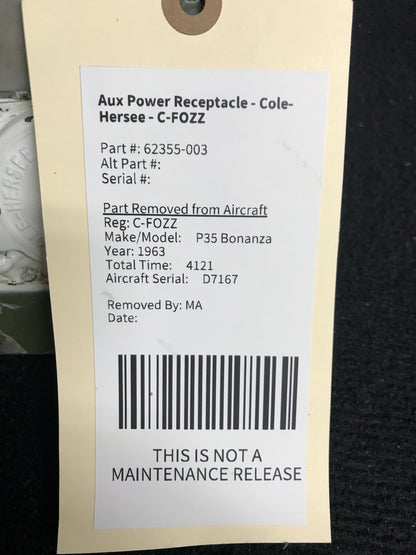 Aux Power Receptacle - Cole-
Hersee - C-FOZZ
Part #: 62355-003
Alt Part #:
Serial #:
Part Removed from Aircraft
Reg: C-FOZZ
Make/Model: P35 Bonanza
Year: 1963
Total Time: 4121
Aircraft Serial: D7167
Removed By: MA
Date:
THIS IS NOT A
MAINTENANCE RELEASE
HERSEE